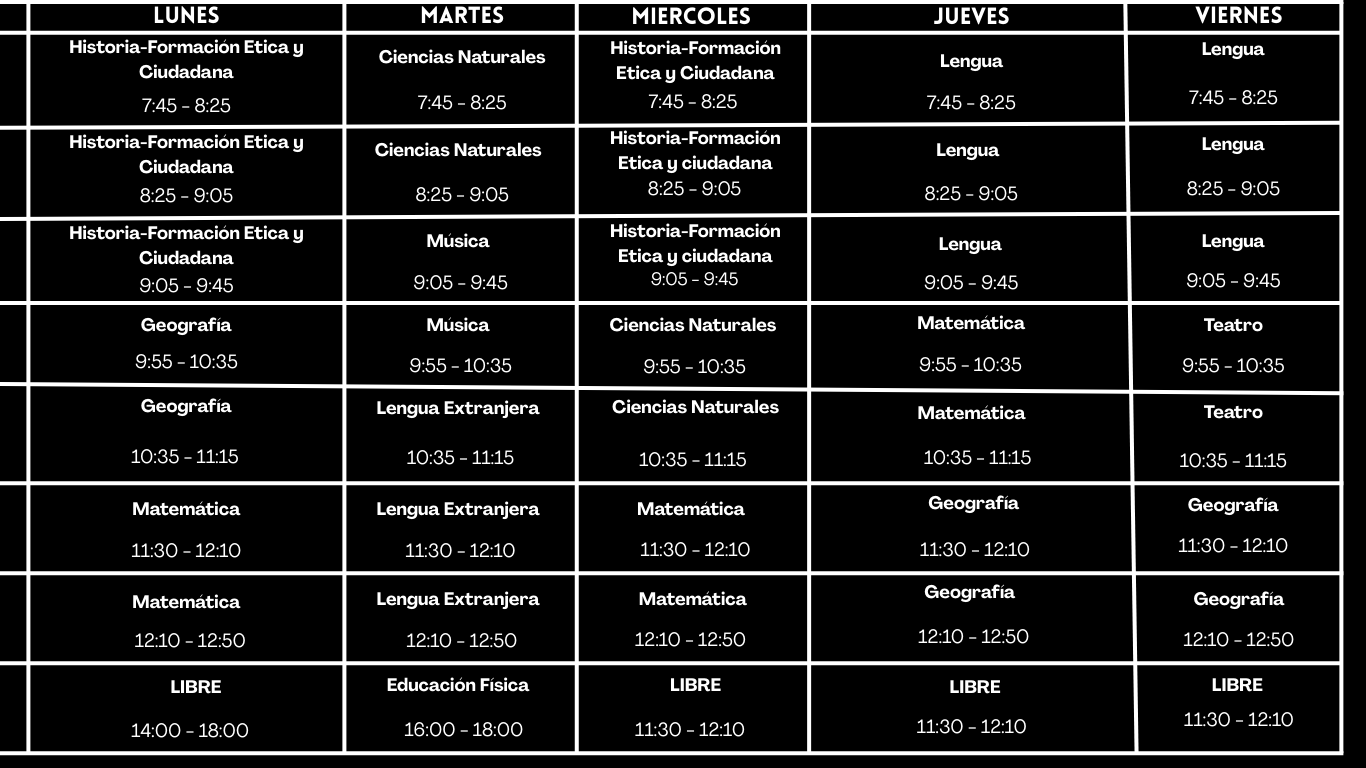 LUNES MARTES MIERCOLES JUEVES VIERNES
Historia-Formación Etica y Ciudadana
7:45 - 8:25
Ciencias Naturales
7:45 - 8:25
Historia-Formación
Etica y Ciudadana
7:45 - 8:25
Lengua
7:45 - 8:25
Lengua
7:45 - 8:25
Historia-Formación Etica y
Ciudadana
8:25 - 9:05
Ciencias Naturales
8:25 - 9:05
Historia-Formación
Etica y ciudadana
8:25 - 9:05
Lengua
8:25 - 9:05
Lengua
8:25 - 9:05
Historia-Formación Etica y
Ciudadana
9:05 - 9:45
Música
9:05 - 9:45
Historia-Formación
Etica y ciudadana
9:05 - 9:45
Lengua
9:05 - 9:45
Lengua
9:05 - 9:45
Geografía
9:55 - 10:35
Música
9:55 - 10:35
Ciencias Naturales
9:55 - 10:35
Matemática
9:55 - 10:35
Teatro
9:55 - 10:35
Geografía
10:35 - 11:15
Lengua Extranjera
10:35 - 11:15
Ciencias Naturales
10:35 - 11:15
Matemática
10:35 - 11:15
Teatro
10:35 - 11:15
Matemática
11:30 - 12:10
Lengua Extranjera
11:30 - 12:10
Matemática
11:30 - 12:10
Geografía
11:30 - 12:10
Geografía
11:30 - 12:10
Matemática
12:10 - 12:50
Lengua Extranjera
12:10 - 12:50
Matemática
12:10 - 12:50
Geografía
12:10 - 12:50
Geografía
12:10 - 12:50
LIBRE
14:00 - 18:00
Educación Física
16:00 - 18:00
LIBRE
11:30 - 12:10
LIBRE
11:30 - 12:10
LIBRE
11:30 - 12:10